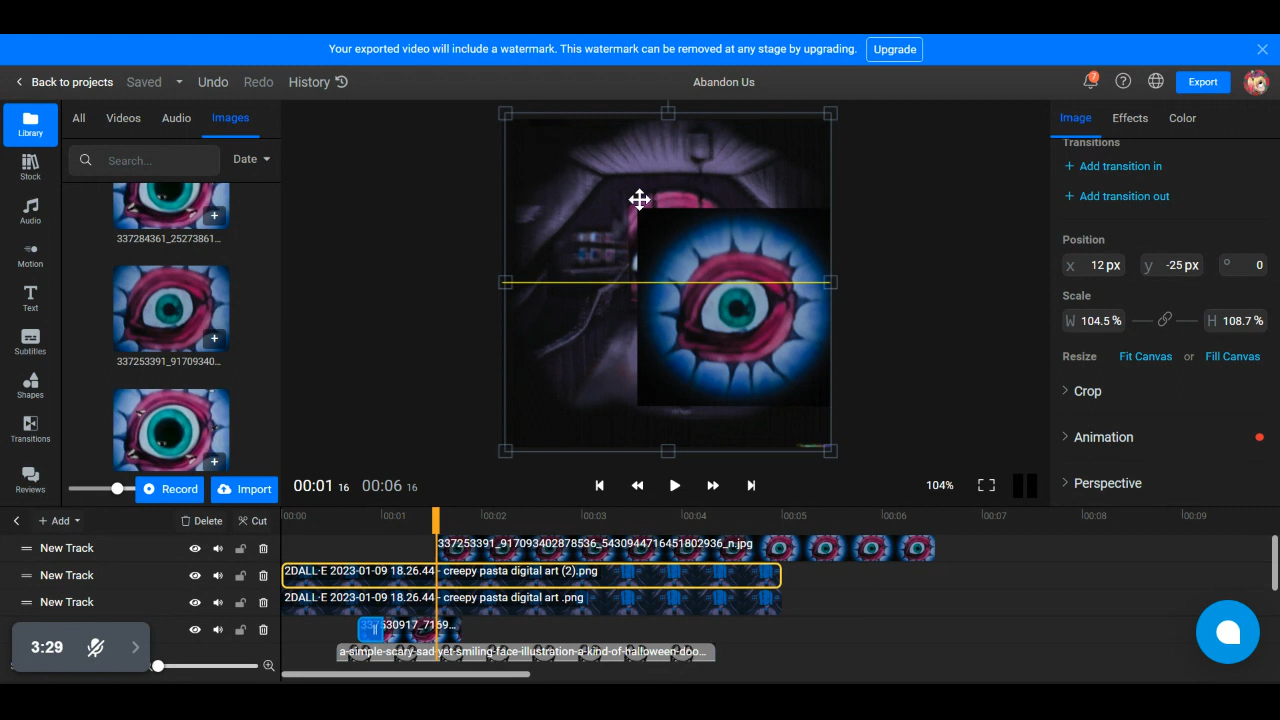 Your exported video will include a watermark. This watermark can be removed at any stage by upgrading. Upgrade
Back to projects Saved Undo Redo History Abandon Us 7 Export
Library
Stock
Audio
Motion
Text
Subtitles
Shapes
Transitions
Reviews
All Videos Audio Images
Search... Date
337284361_25273861...
337253391_91709340...
Record Import
Image Effects Color
Transitions
+ Add transition in
+ Add transition out
Position
x 12 px y -25 px ° 0
Scale
W 104.5 % H 108.7 %
Resize Fit Canvas or Fill Canvas
Crop
Animation
Perspective
00:01 16 00:06 16 104%
+ Add Delete Cut
00:00 00:01 00:02 00:03 00:04 00:05 00:06 00:07 00:08 00:09
New Track 337253391_917093402878536_5430944716451802936_n.jpg
New Track 2DALL·E 2023-01-09 18.26.44 - creepy pasta digital art (2).png
New Track 2DALL·E 2023-01-09 18.26.44 - creepy pasta digital art .png
a-simple-scary-sad-yet-smiling-face-illustration-a-kind-of-halloween-doo...
3:29